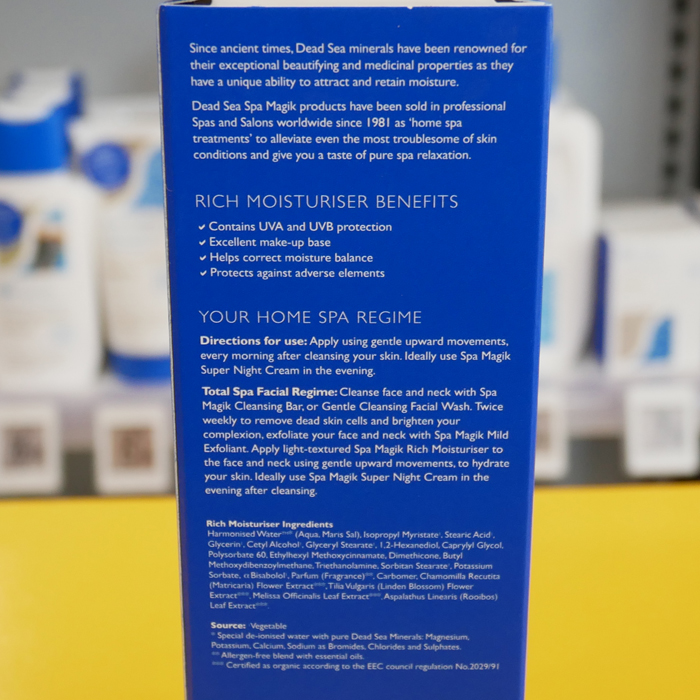 Since ancient times, Dead Sea minerals have been renowned for
their exceptional beautifying and medicinal properties as they
have a unique ability to attract and retain moisture.
Dead Sea Spa Magik products have been sold in professional
Spas and Salons worldwide since 1981 as 'home spa
treatments' to alleviate even the most troublesome of skin
conditions and give you a taste of pure spa relaxation.
RICH MOISTURISER BENEFITS
✓ Contains UVA and UVB protection
✓ Excellent make-up base
✓ Helps correct moisture balance
✓ Protects against adverse elements
YOUR HOME SPA REGIME
Directions for use: Apply using gentle upward movements,
every morning after cleansing your skin. Ideally use Spa Magik
Super Night Cream in the evening.
Total Spa Facial Regime: Cleanse face and neck with Spa
Magik Cleansing Bar, or Gentle Cleansing Facial Wash. Twice
weekly to remove dead skin cells and brighten your
complexion, exfoliate your face and neck with Spa Magik Mild
Exfoliant. Apply light-textured Spa Magik Rich Moisturiser to
the face and neck using gentle upward movements, to hydrate
your skin. Ideally use Spa Magik Super Night Cream in the
evening after cleansing.
Rich Moisturiser Ingredients
Harmonised Water (Aqua, Maris Sal), Isopropyl Myristate, Stearic Acid,
Glycerin, Cetyl Alcohol, Glyceryl Stearate, 1,2-Hexanediol, Caprylyl Glycol,
Polysorbate 60, Ethylhexyl Methoxycinnamate, Dimethicone, Butyl
Methoxydibenzoylmethane, Triethanolamine, Sorbitan Stearate, Potassium
Sorbate, α Bisabolol, Parfum (Fragrance), Carbomer, Chamomilla Recutita
(Matricaria) Flower Extract, Tilia Vulgaris (Linden Blossom) Flower
Extract, Melissa Officinalis Leaf Extract, Aspalathus Linearis (Rooibos)
Leaf Extract
Source: Vegetable
* Special de-ionised water with pure Dead Sea Minerals: Magnesium,
Potassium, Calcium, Sodium as Bromides, Chlorides and Sulphates.
** Allergen-free blend with essential oils.
*** Certified as organic according to the EEC council regulation No.2029/91